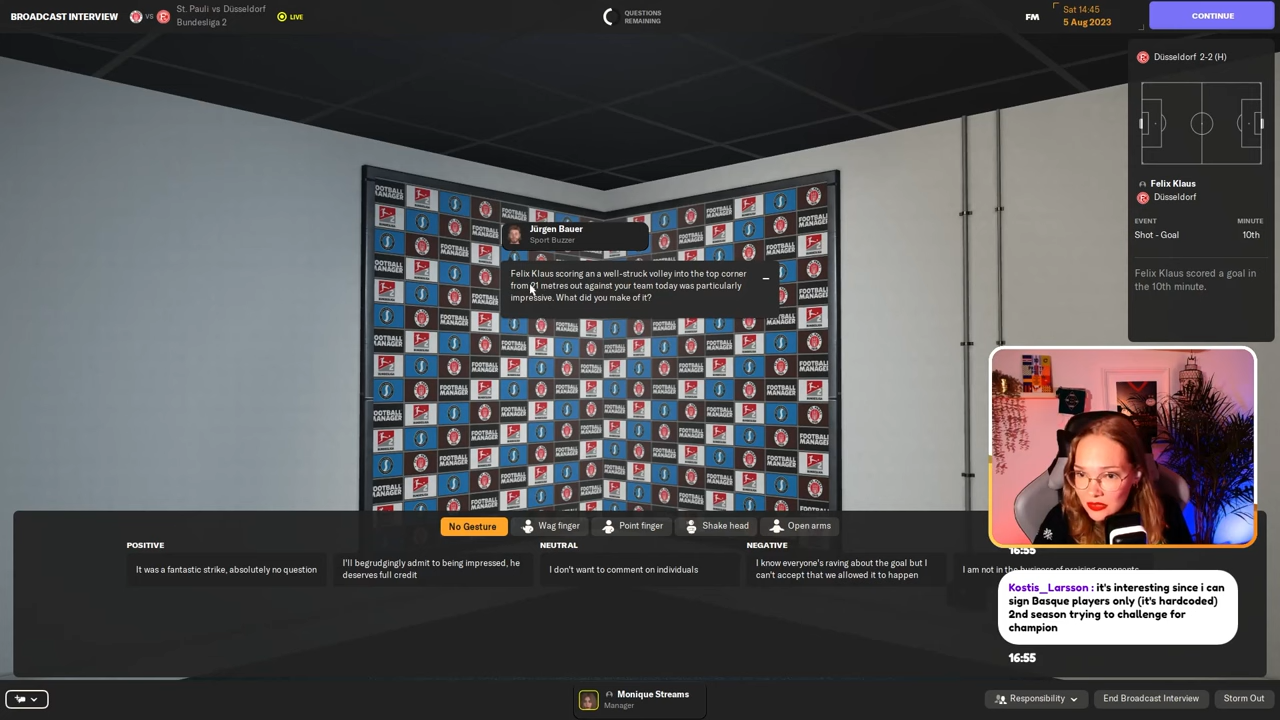 BROADCAST INTERVIEW
VS
St. Pauli vs Düsseldorf
Bundesliga 2
LIVE
QUESTIONS
REMAINING
FM
Sat 14:45
5 Aug 2023
CONTINUE
Düsseldorf 2-2 (H)
Felix Klaus
Düsseldorf
EVENT
MINUTE
Shot - Goal
10th
Felix Klaus scored a goal in
the 10th minute.
Jürgen Bauer
Sport Buzzer
Felix Klaus scoring an a well-struck volley into the top corner
from 21 metres out against your team today was particularly
impressive. What did you make of it?
FOOTBALL MANAGER
No Gesture
Wag finger
Point finger
Shake head
Open arms
POSITIVE
NEUTRAL
NEGATIVE
It was a fantastic strike, absolutely no question
I'll begrudgingly admit to being impressed, he
deserves full credit
I don't want to comment on individuals
I know everyone's raving about the goal but I
can't accept that we allowed it to happen
I am not in the business of praising opponents
16:55
Kostis__Larsson : it's interesting since i can
sign Basque players only (it's hardcoded)
2nd season trying to challenge for
champion
16:55
Monique Streams
Manager
Responsibility
End Broadcast Interview
Storm Out